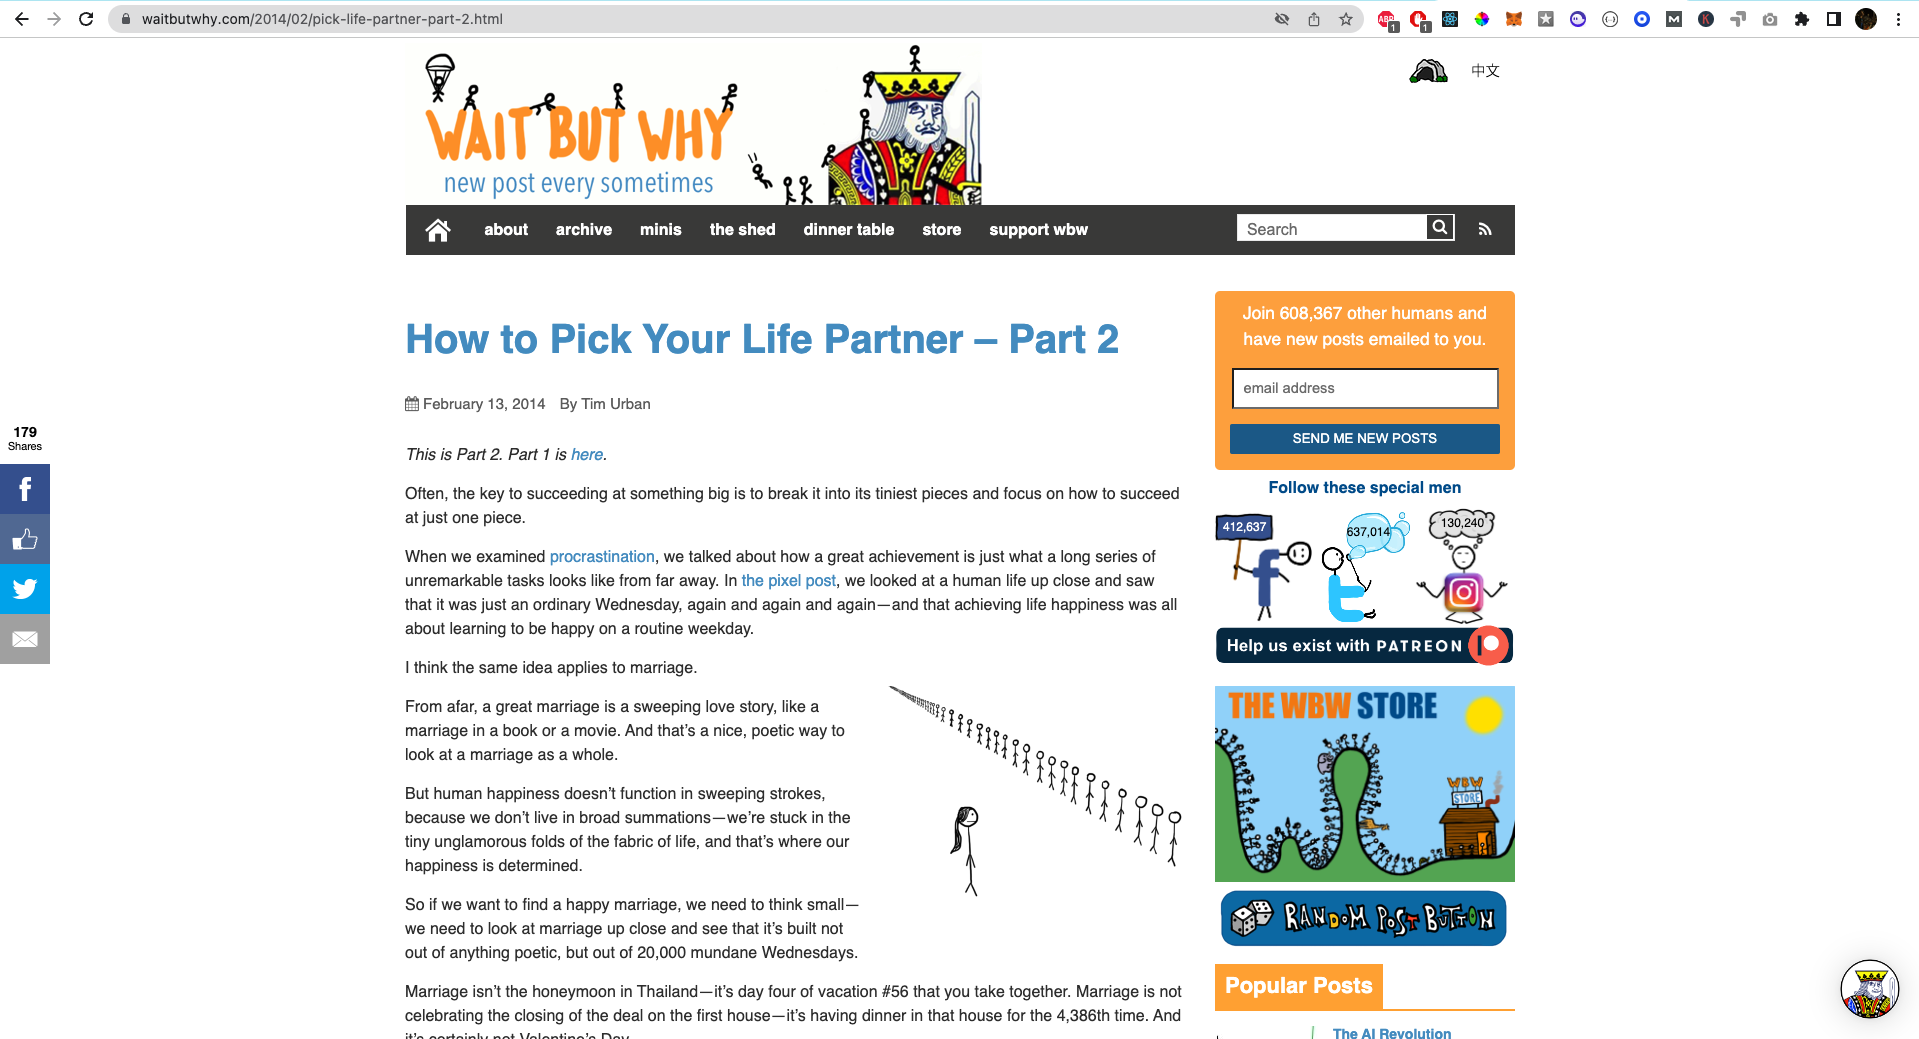 waitbutwhy.com/2014/02/pick-life-partner-part-2.html
ABP
1
1
M
K
WAIT BUT WHY
new post every sometimes
中文
about archive minis the shed dinner table store support wbw
Search
How to Pick Your Life Partner – Part 2
February 13, 2014 By Tim Urban
179
Shares
This is Part 2. Part 1 is here.
Often, the key to succeeding at something big is to break it into its tiniest pieces and focus on how to succeed
at just one piece.
When we examined procrastination, we talked about how a great achievement is just what a long series of
unremarkable tasks looks like from far away. In the pixel post, we looked at a human life up close and saw
that it was just an ordinary Wednesday, again and again and again—and that achieving life happiness was all
about learning to be happy on a routine weekday.
I think the same idea applies to marriage.
From afar, a great marriage is a sweeping love story, like a
marriage in a book or a movie. And that's a nice, poetic way to
look at a marriage as a whole.
But human happiness doesn't function in sweeping strokes,
because we don't live in broad summations—we're stuck in the
tiny unglamorous folds of the fabric of life, and that's where our
happiness is determined.
So if we want to find a happy marriage, we need to think small—
we need to look at marriage up close and see that it's built not
out of anything poetic, but out of 20,000 mundane Wednesdays.
Marriage isn't the honeymoon in Thailand—it's day four of vacation #56 that you take together. Marriage is not
celebrating the closing of the deal on the first house—it's having dinner in that house for the 4,386th time. And
it's certainly not Valentine's Day.
Join 608,367 other humans and
have new posts emailed to you.
email address
SEND ME NEW POSTS
Follow these special men
412,637
637,014
130,240
Help us exist with PATREON
THE WBW STORE
WBW
STORE
RANDOM POST BUTTON
Popular Posts
The AI Revolution